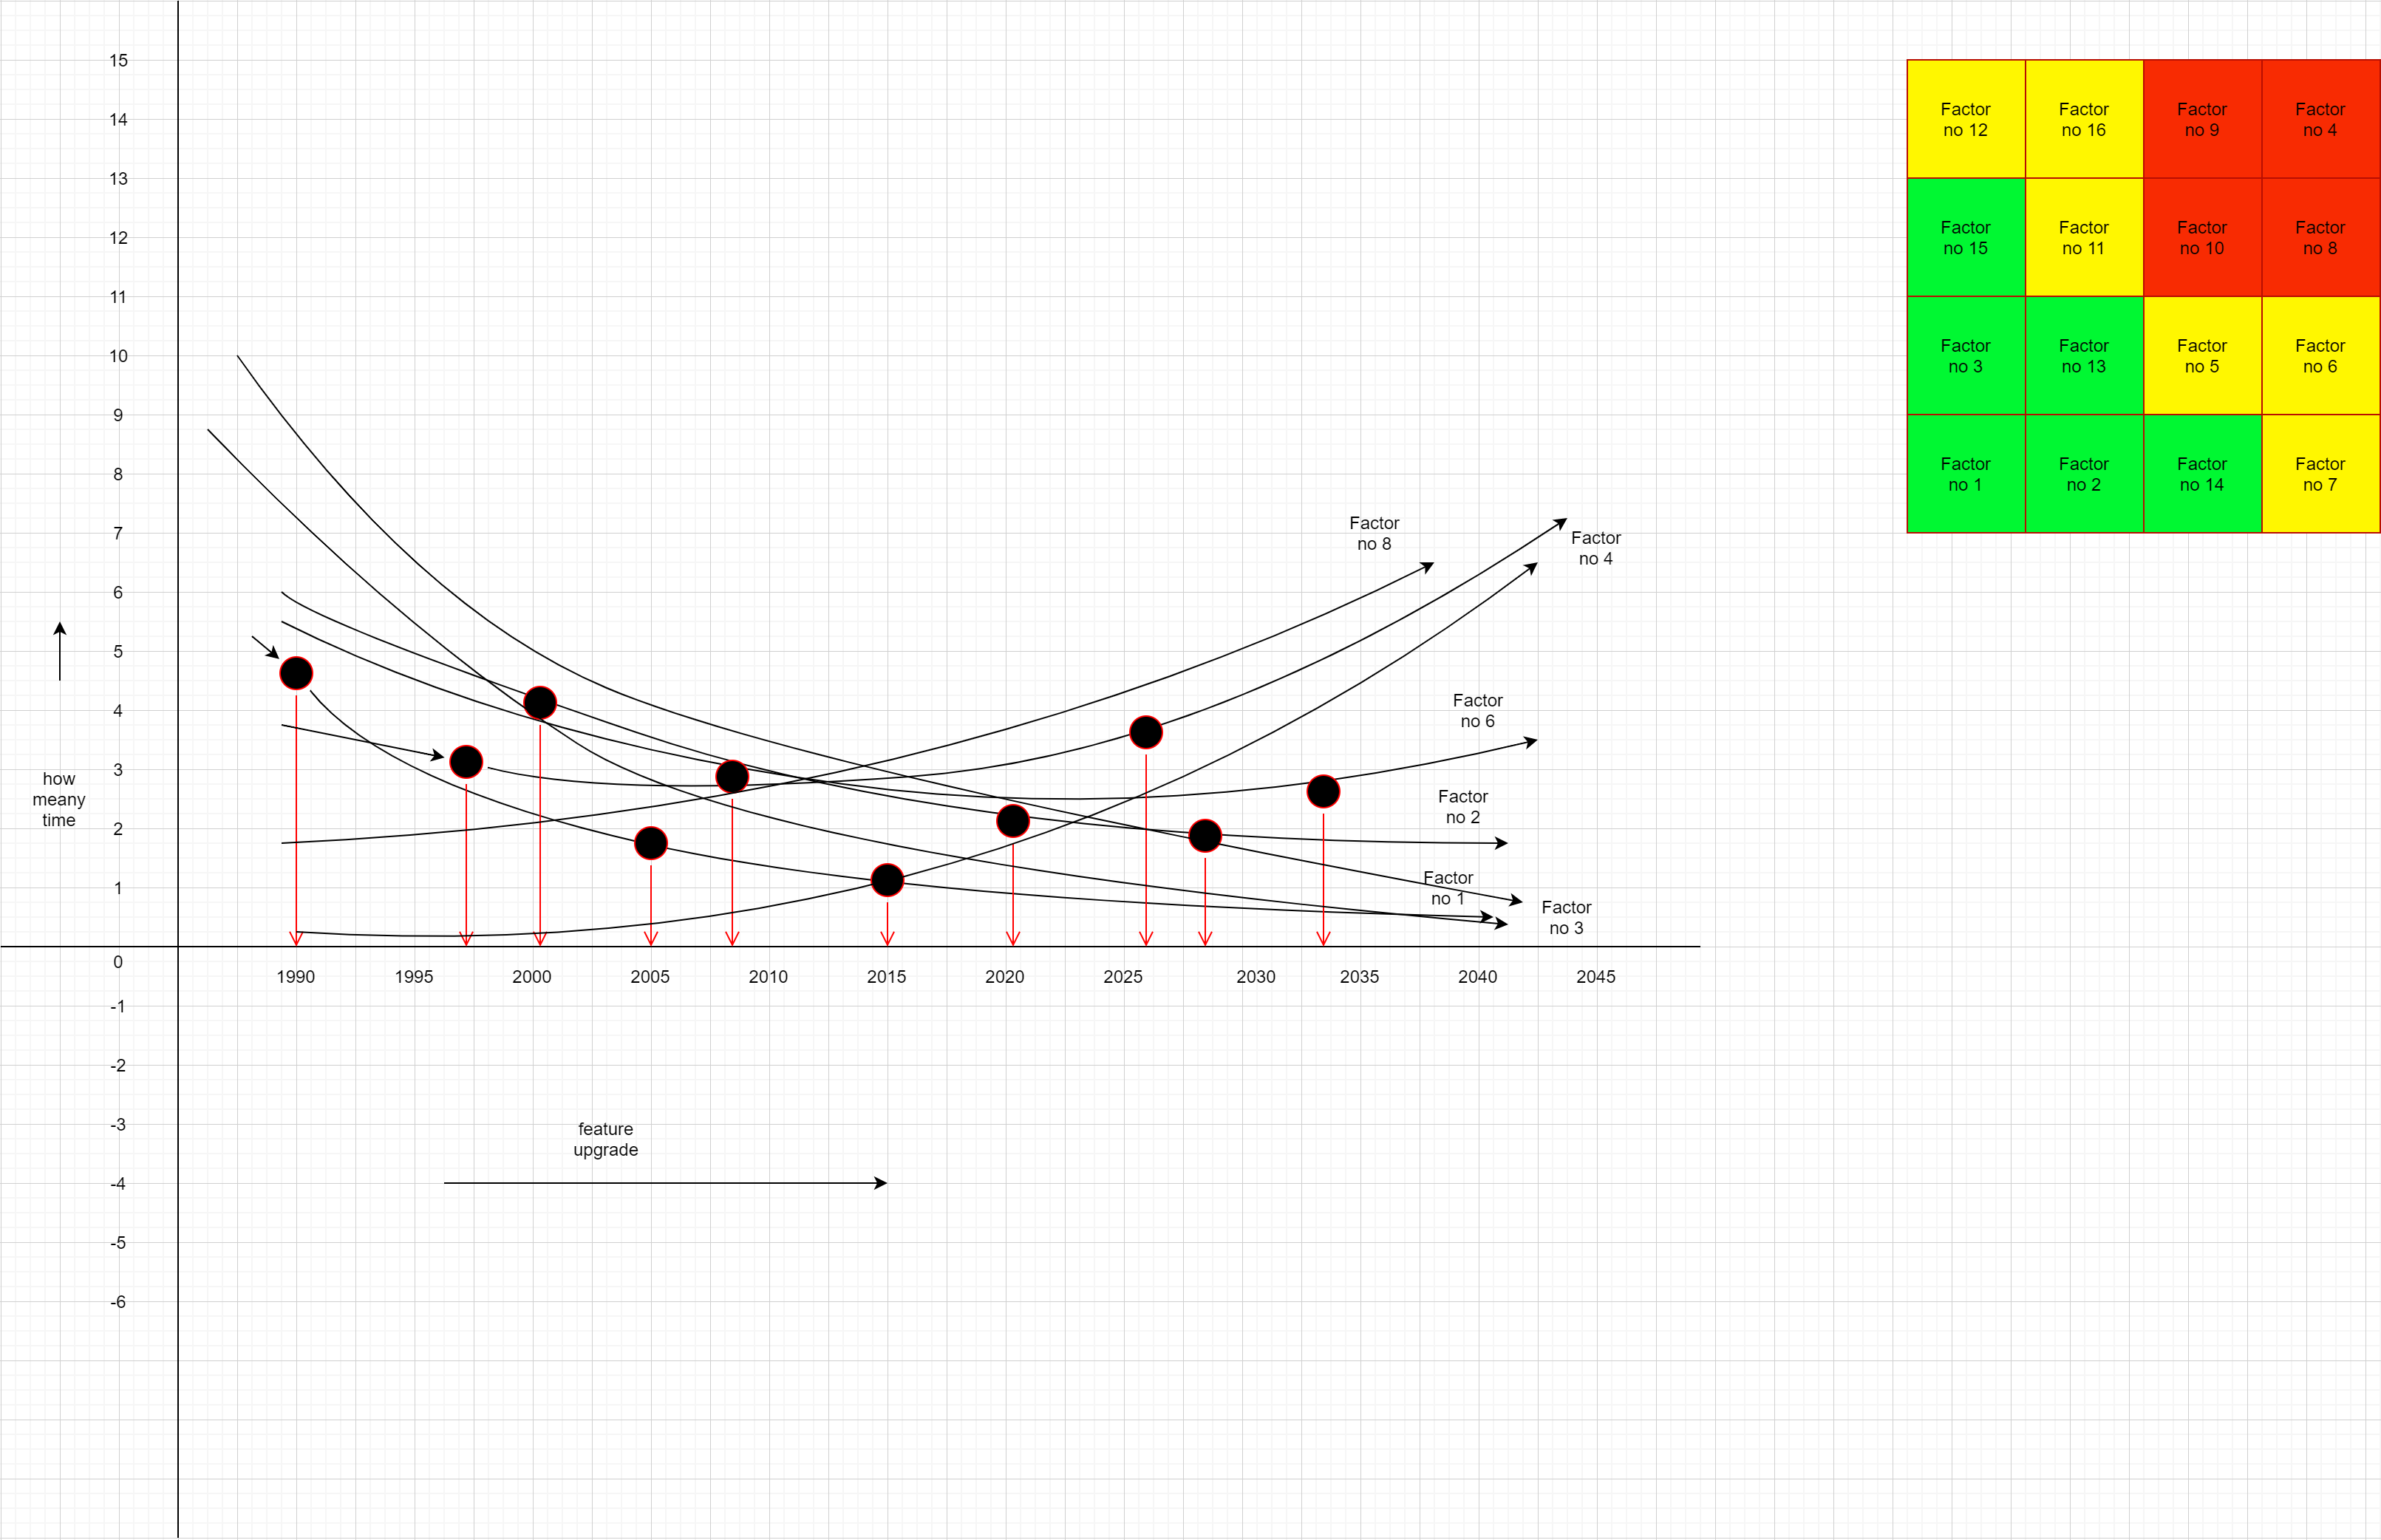 15
14
13
12
11
10
9
8
7
6
5
4
3
2
1
0
-1
-2
-3
-4
-5
-6
how
meany
time
1990
1995
2000
2005
2010
2015
2020
2025
2030
2035
2040
2045
feature
upgrade
Factor
no 8
Factor
no 4
Factor
no 6
Factor
no 2
Factor
no 1
Factor
no 3
Factor
no 12
Factor
no 16
Factor
no 9
Factor
no 4
Factor
no 15
Factor
no 11
Factor
no 10
Factor
no 8
Factor
no 3
Factor
no 13
Factor
no 5
Factor
no 6
Factor
no 1
Factor
no 2
Factor
no 14
Factor
no 7